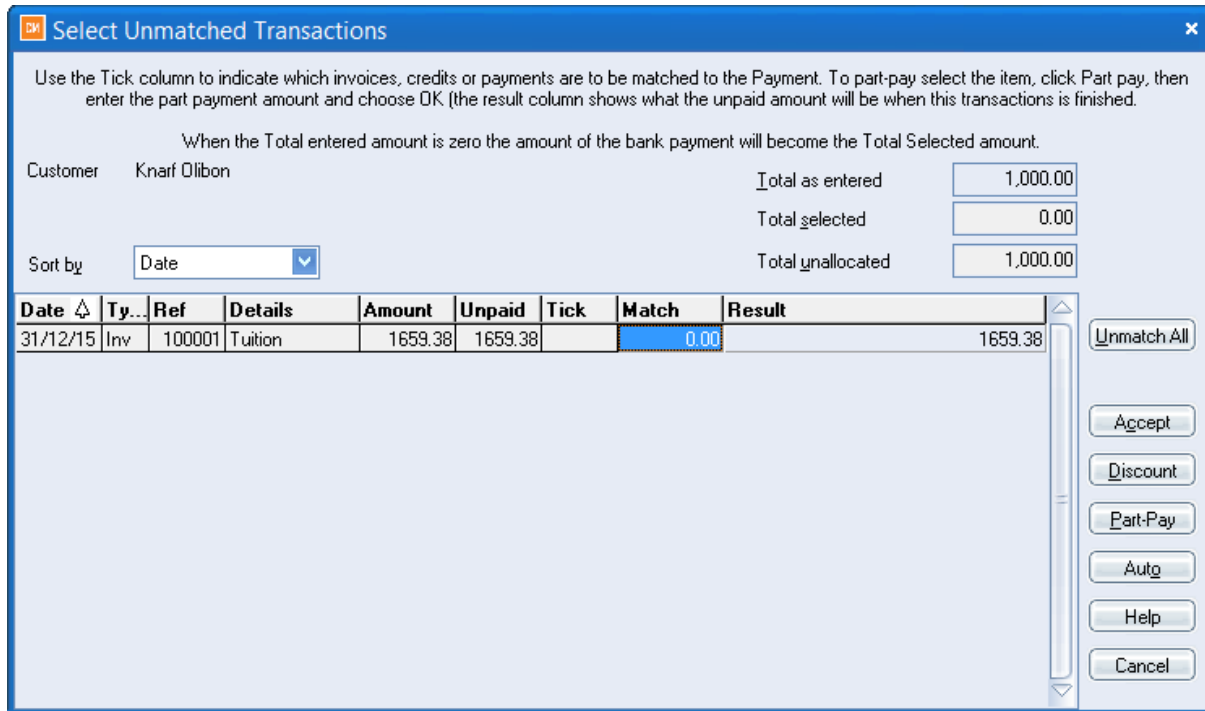 Select Unmatched Transactions
Use the Tick column to indicate which invoices, credits or payments are to be matched to the Payment. To part-pay select the item, click Part pay, then
enter the part payment amount and choose OK (the result column shows what the unpaid amount will be when this transactions is finished.
When the Total entered amount is zero the amount of the bank payment will become the Total Selected amount.
Customer Knarf Olibon
Total as entered 1,000.00
Total selected 0.00
Sort by Date Total unallocated 1,000.00
Date Ty... Ref Details Amount Unpaid Tick Match Result
31/12/15 Inv 100001 Tuition 1659.38 1659.38 0.00 1659.38
Unmatch All
Accept
Discount
Part-Pay
Auto
Help
Cancel